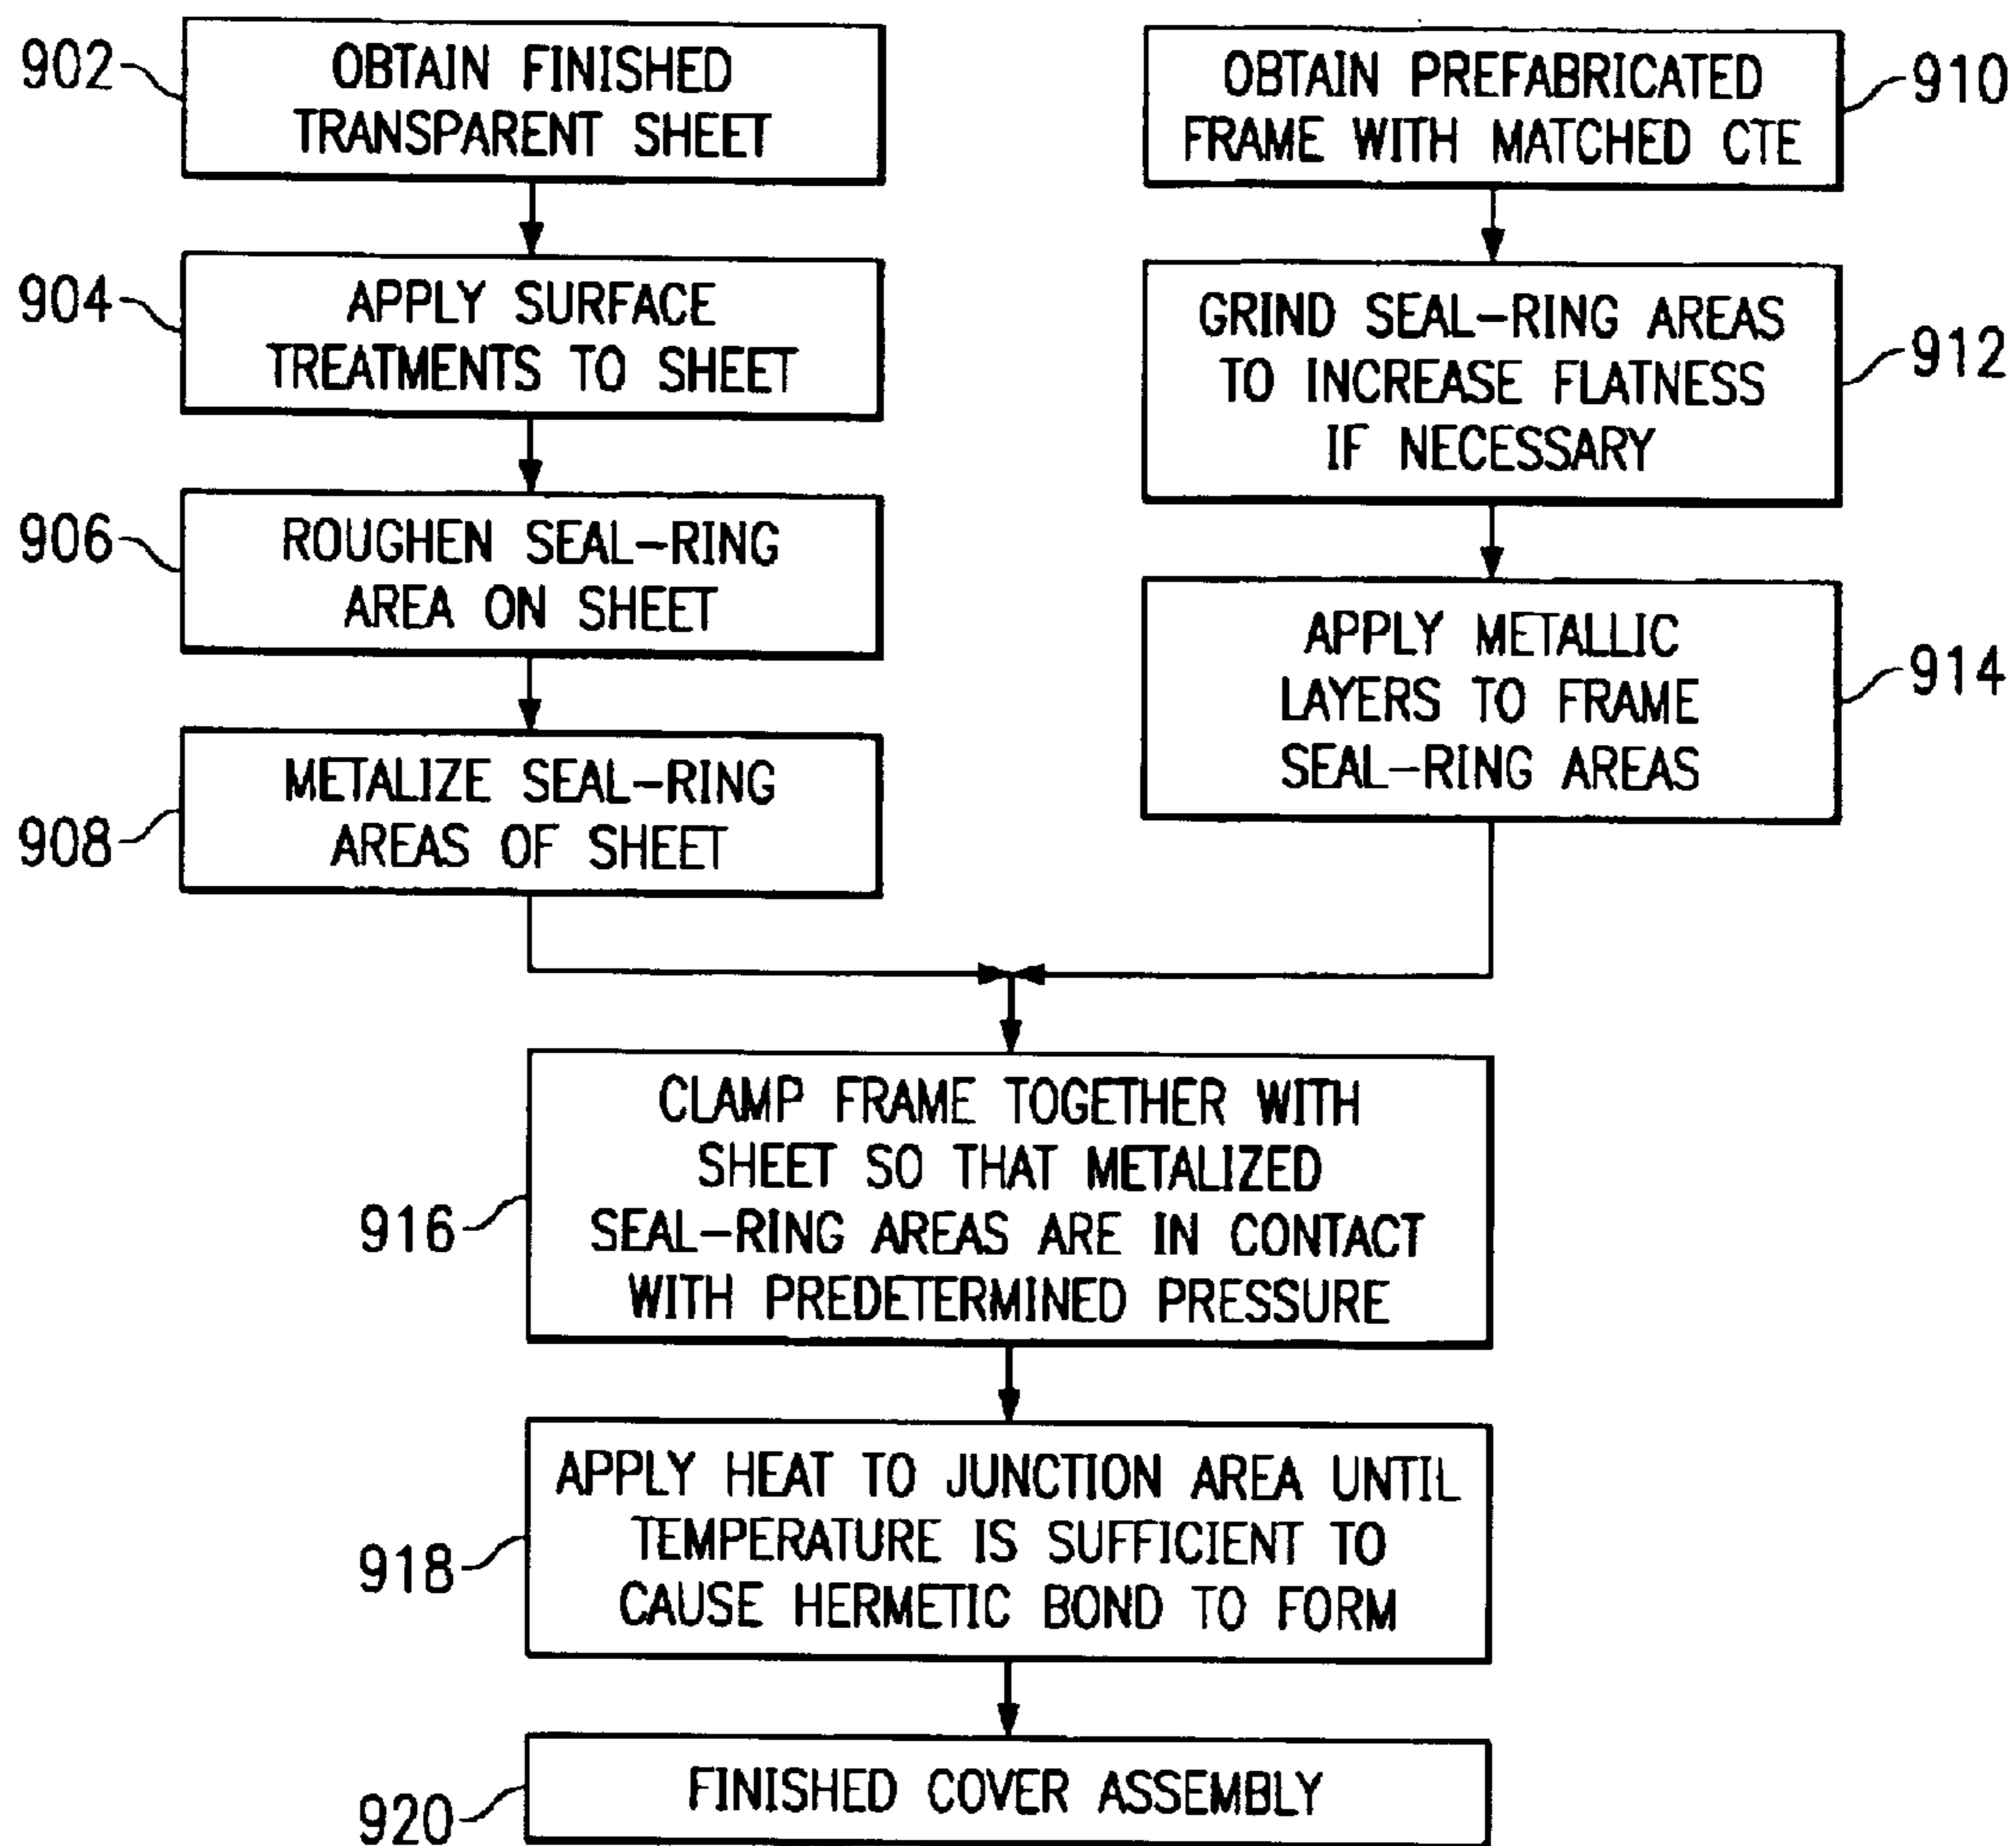 902
OBTAIN FINISHED
TRANSPARENT SHEET
904
APPLY SURFACE
TREATMENTS TO SHEET
906
ROUGHEN SEAL-RING
AREA ON SHEET
908
METALIZE SEAL-RING
AREAS OF SHEET
OBTAIN PREFABRICATED
FRAME WITH MATCHED CTE
910
GRIND SEAL-RING AREAS
TO INCREASE FLATNESS
IF NECESSARY
912
APPLY METALLIC
LAYERS TO FRAME
SEAL-RING AREAS
914
CLAMP FRAME TOGETHER WITH
SHEET SO THAT METALIZED
SEAL-RING AREAS ARE IN CONTACT
WITH PREDETERMINED PRESSURE
916
APPLY HEAT TO JUNCTION AREA UNTIL
TEMPERATURE IS SUFFICIENT TO
CAUSE HERMETIC BOND TO FORM
918
FINISHED COVER ASSEMBLY
920